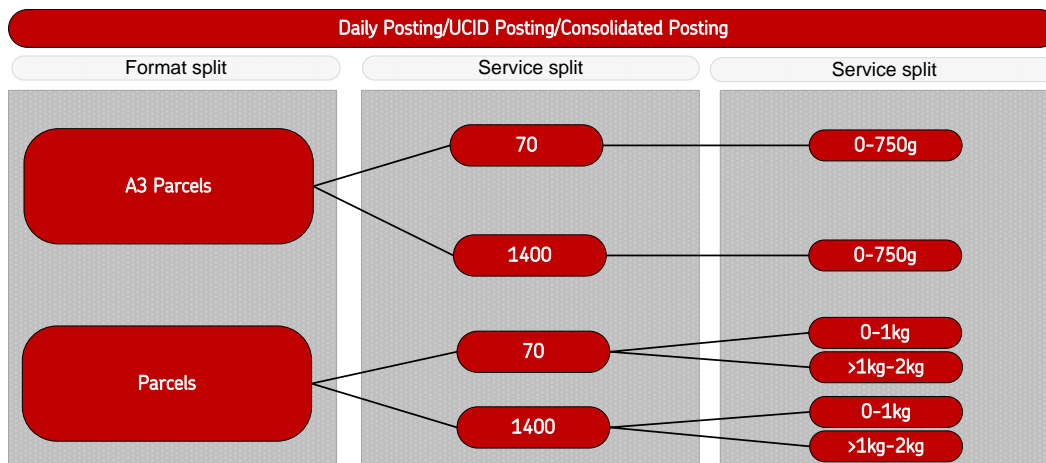 Daily Posting/UCID Posting/Consolidated Posting
Format split
Service split
Service split
A3 Parcels
70
0-750g
1400
0-750g
Parcels
70
0-1kg
>1kg-2kg
1400
0-1kg
>1kg-2kg